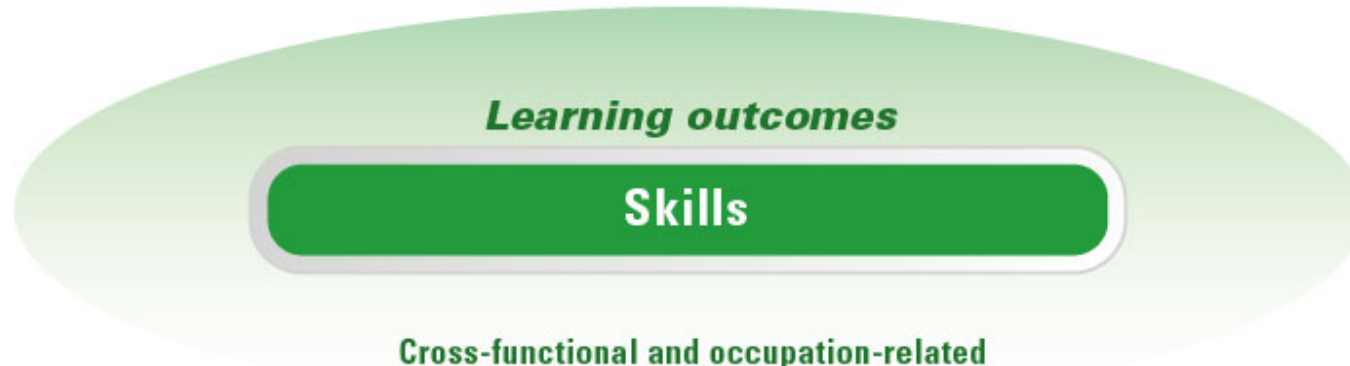 Learning outcomes
Skills
Cross-functional and occupation-related